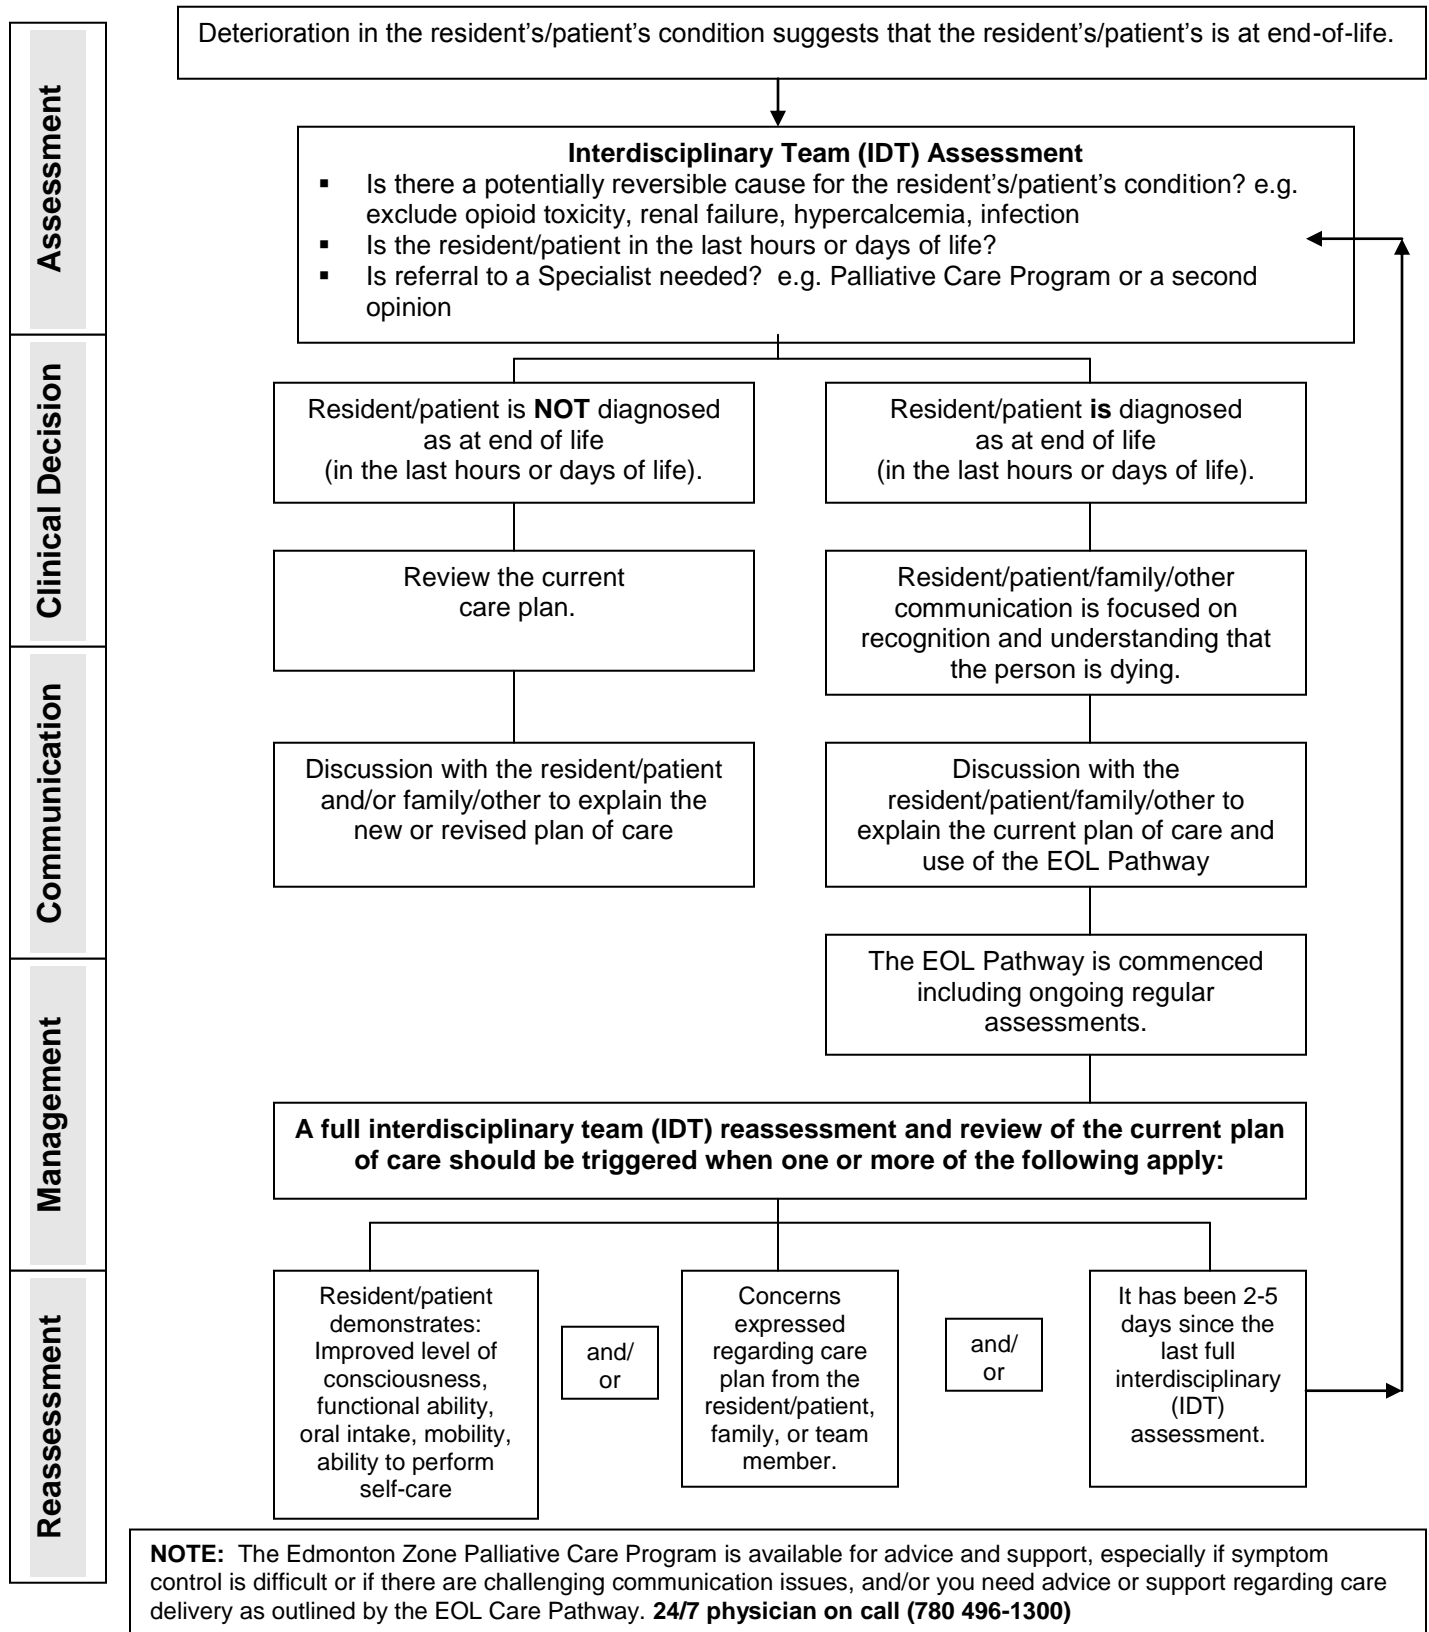 Deterioration in the resident's/patient's condition suggests that the resident's/patient's is at end-of-life.
Assessment
Interdisciplinary Team (IDT) Assessment
▪ Is there a potentially reversible cause for the resident's/patient's condition? e.g.
exclude opioid toxicity, renal failure, hypercalcemia, infection
▪ Is the resident/patient in the last hours or days of life?
▪ Is referral to a Specialist needed?  e.g. Palliative Care Program or a second
opinion
Clinical Decision
Resident/patient is NOT diagnosed
as at end of life
(in the last hours or days of life).
Resident/patient is diagnosed
as at end of life
(in the last hours or days of life).
Review the current
care plan.
Resident/patient/family/other
communication is focused on
recognition and understanding that
the person is dying.
Communication
Discussion with the resident/patient
and/or family/other to explain the
new or revised plan of care
Discussion with the
resident/patient/family/other to
explain the current plan of care and
use of the EOL Pathway
Management
The EOL Pathway is commenced
including ongoing regular
assessments.
A full interdisciplinary team (IDT) reassessment and review of the current plan
of care should be triggered when one or more of the following apply:
Reassessment
Resident/patient
demonstrates:
Improved level of
consciousness,
functional ability,
oral intake, mobility,
ability to perform
self-care
and/
or
Concerns
expressed
regarding care
plan from the
resident/patient,
family, or team
member.
and/
or
It has been 2-5
days since the
last full
interdisciplinary
(IDT)
assessment.
NOTE:  The Edmonton Zone Palliative Care Program is available for advice and support, especially if symptom
control is difficult or if there are challenging communication issues, and/or you need advice or support regarding care
delivery as outlined by the EOL Care Pathway. 24/7 physician on call (780 496-1300)